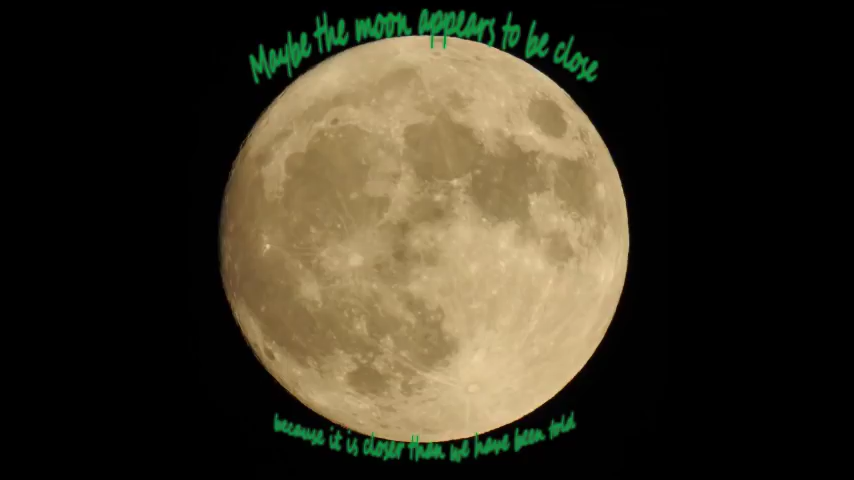 Maybe the moon appears to be close
because it is closer than we have been told